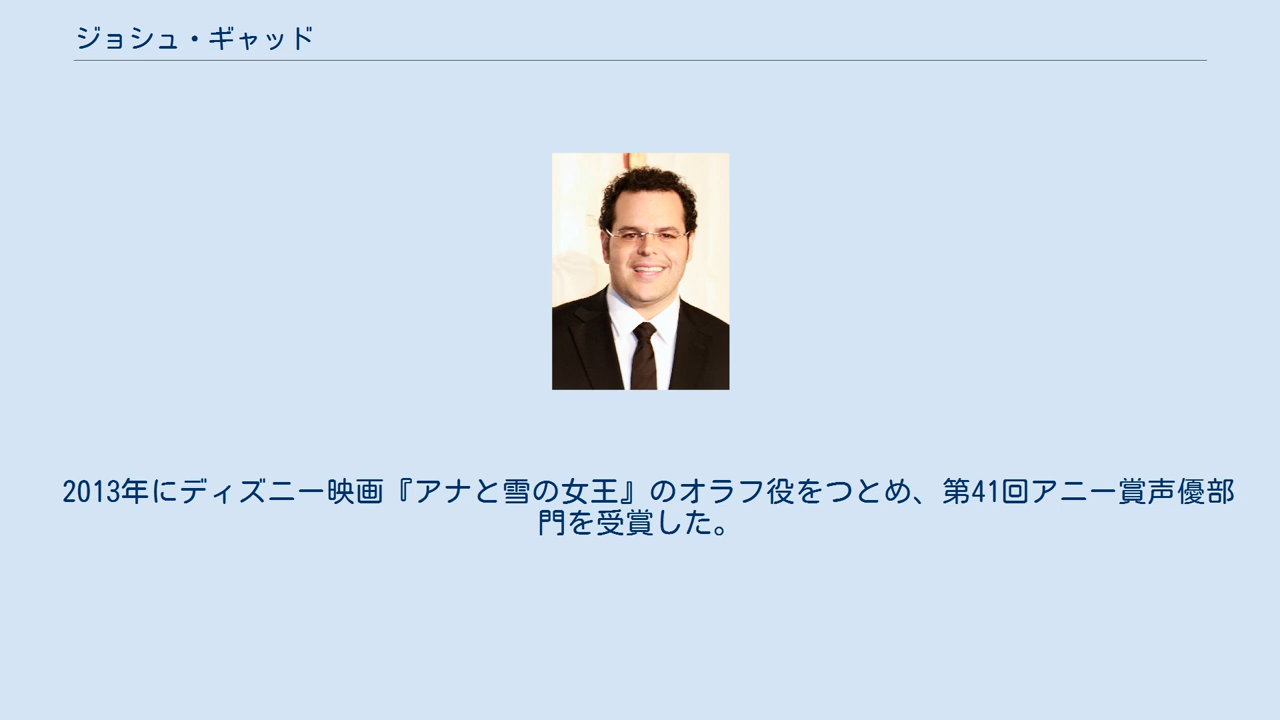 ジョシュ・ギャッド
2013年にディズニー映画『アナと雪の女王』のオラフ役をつとめ、第41回アニー賞声優部
門を受賞した。